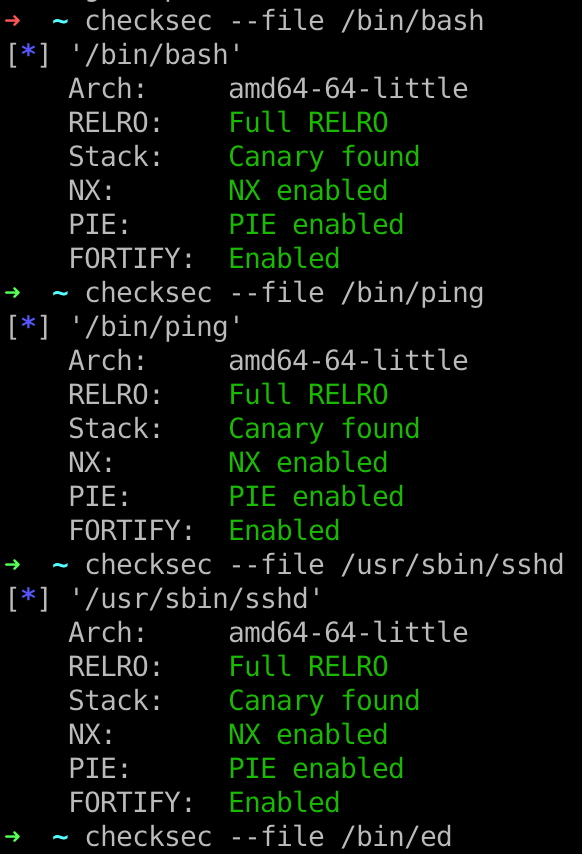 ➜  ~ checksec --file /bin/bash
[*] '/bin/bash'
    Arch:     amd64-64-little
    RELRO:    Full RELRO
    Stack:    Canary found
    NX:       NX enabled
    PIE:      PIE enabled
    FORTIFY:  Enabled
➜  ~ checksec --file /bin/ping
[*] '/bin/ping'
    Arch:     amd64-64-little
    RELRO:    Full RELRO
    Stack:    Canary found
    NX:       NX enabled
    PIE:      PIE enabled
    FORTIFY:  Enabled
➜  ~ checksec --file /usr/sbin/sshd
[*] '/usr/sbin/sshd'
    Arch:     amd64-64-little
    RELRO:    Full RELRO
    Stack:    Canary found
    NX:       NX enabled
    PIE:      PIE enabled
    FORTIFY:  Enabled
➜  ~ checksec --file /bin/ed